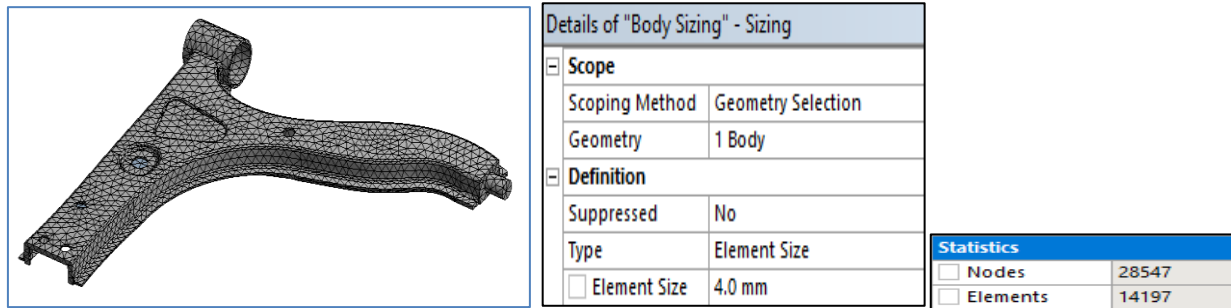 Details of "Body Sizing" - Sizing
Scope
Scoping Method Geometry Selection
Geometry 1 Body
Definition
Suppressed No
Type Element Size
Element Size 4.0 mm
Statistics
Nodes 28547
Elements 14197